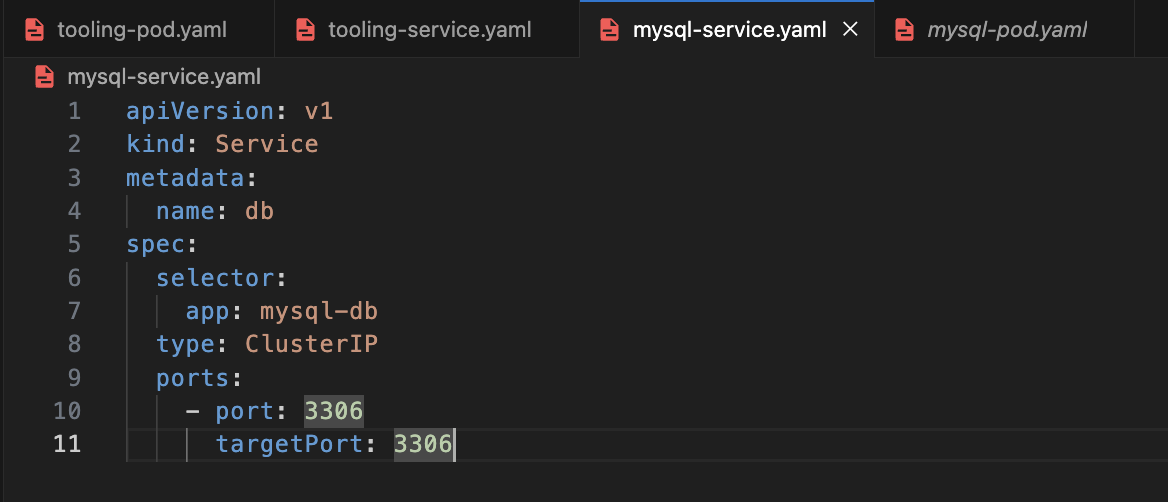 tooling-pod.yaml tooling-service.yaml mysql-service.yaml mysql-pod.yaml
mysql-service.yaml
1 apiVersion: v1
2 kind: Service
3 metadata:
4   name: db
5 spec:
6   selector:
7     app: mysql-db
8   type: ClusterIP
9   ports:
10     - port: 3306
11       targetPort: 3306